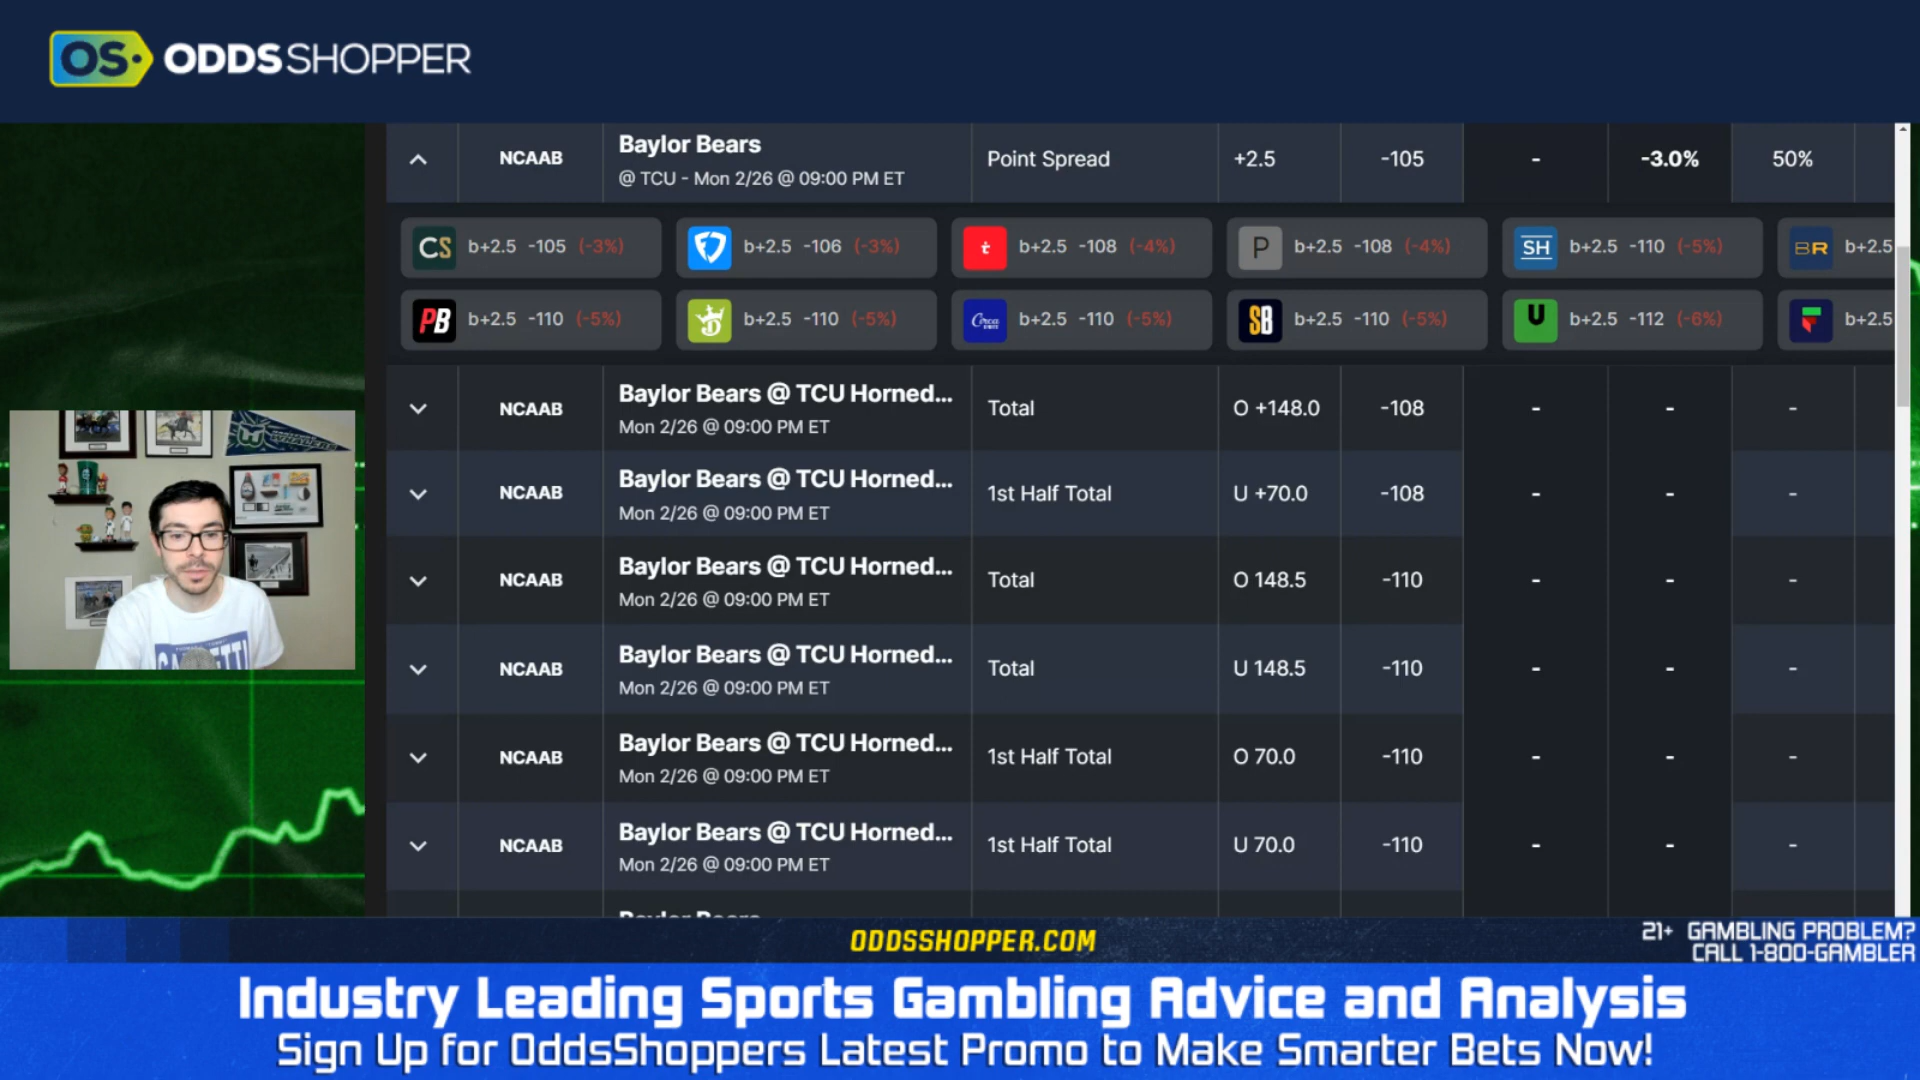 OS ODDSSHOPPER
NCAAB
Baylor Bears
@ TCU - Mon 2/26 @ 09:00 PM ET
Point Spread
+2.5
-105
-
-3.0%
50%
CS b+2.5 -105 (-3%)
b+2.5 -106 (-3%)
t b+2.5 -108 (-4%)
P b+2.5 -108 (-4%)
SH b+2.5 -110 (-5%)
BR b+2.5
PB b+2.5 -110 (-5%)
b+2.5 -110 (-5%)
Circa b+2.5 -110 (-5%)
SB b+2.5 -110 (-5%)
U b+2.5 -112 (-6%)
b+2.5
NCAAB
Baylor Bears @ TCU Horned...
Mon 2/26 @ 09:00 PM ET
Total
O +148.0
-108
-
-
-
NCAAB
Baylor Bears @ TCU Horned...
Mon 2/26 @ 09:00 PM ET
1st Half Total
U +70.0
-108
-
-
-
NCAAB
Baylor Bears @ TCU Horned...
Mon 2/26 @ 09:00 PM ET
Total
O 148.5
-110
-
-
-
NCAAB
Baylor Bears @ TCU Horned...
Mon 2/26 @ 09:00 PM ET
Total
U 148.5
-110
-
-
-
NCAAB
Baylor Bears @ TCU Horned...
Mon 2/26 @ 09:00 PM ET
1st Half Total
O 70.0
-110
-
-
-
NCAAB
Baylor Bears @ TCU Horned...
Mon 2/26 @ 09:00 PM ET
1st Half Total
U 70.0
-110
-
-
-
Baylor Bears
WHALERS
ODDSSHOPPER.COM
21+ GAMBLING PROBLEM?
CALL 1-800-GAMBLER
Industry Leading Sports Gambling Advice and Analysis
Sign Up for OddsShoppers Latest Promo to Make Smarter Bets Now!